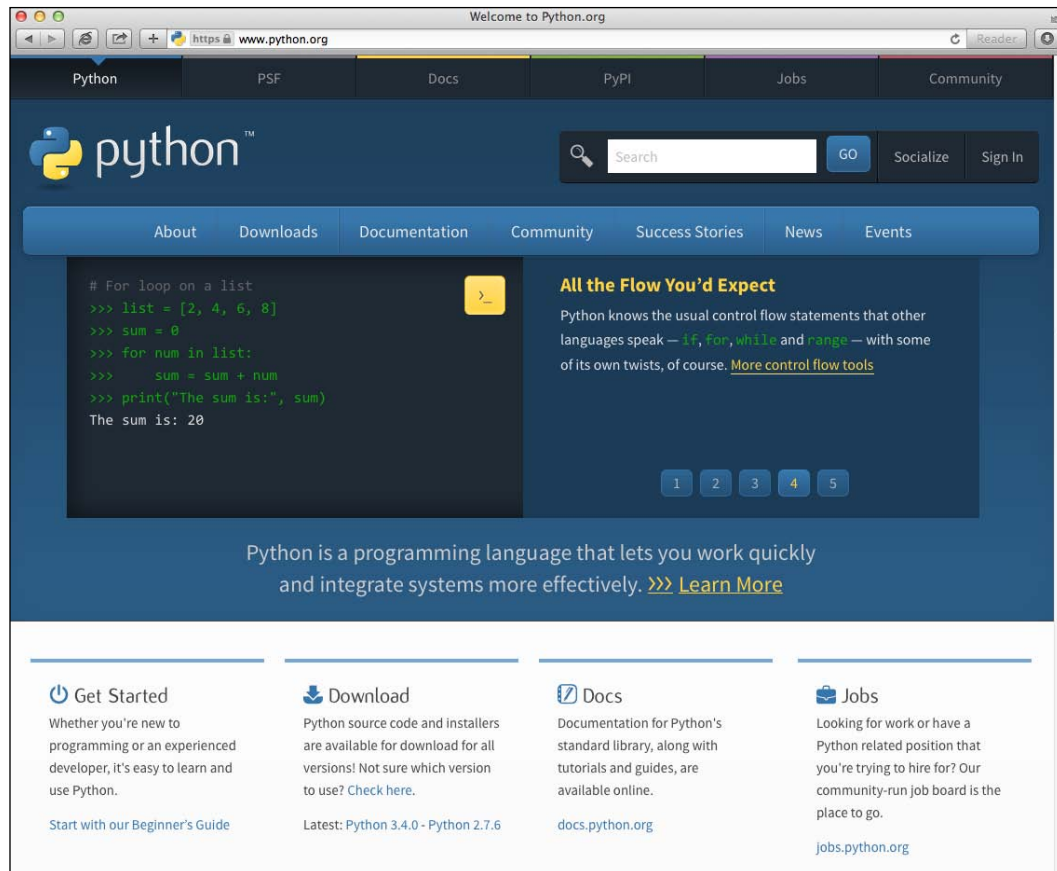 Welcome to Python.org
https www.python.org
Reader
Python PSF Docs PyPI Jobs Community
python™
Search GO Socialize Sign In
About Downloads Documentation Community Success Stories News Events
# For loop on a list
>>> list = [2, 4, 6, 8]
>>> sum = 0
>>> for num in list:
>>>     sum = sum + num
>>> print("The sum is:", sum)
The sum is: 20
>_
All the Flow You’d Expect
Python knows the usual control flow statements that other
languages speak — if, for, while and range — with some
of its own twists, of course. More control flow tools
1 2 3 4 5
Python is a programming language that lets you work quickly
and integrate systems more effectively. >>> Learn More
Get Started
Whether you're new to
programming or an experienced
developer, it's easy to learn and
use Python.
Start with our Beginner’s Guide
Download
Python source code and installers
are available for download for all
versions! Not sure which version
to use? Check here.
Latest: Python 3.4.0 - Python 2.7.6
Docs
Documentation for Python's
standard library, along with
tutorials and guides, are
available online.
docs.python.org
Jobs
Looking for work or have a
Python related position that
you're trying to hire for? Our
community-run job board is the
place to go.
jobs.python.org